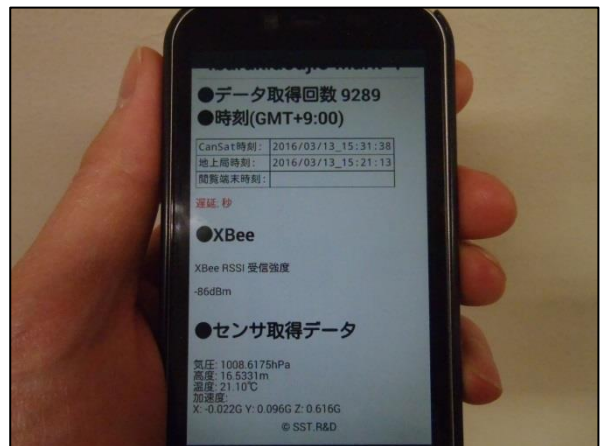 ●データ取得回数 9289
●時刻(GMT+9:00)
CanSat時刻: 2016/03/13_15:31:38
地上局時刻: 2016/03/13_15:21:13
閲覧端末時刻:
遅延: 秒
●XBee
XBee RSSI 受信強度
-86dBm
●センサ取得データ
気圧: 1008.6175hPa
高度: 16.5331m
温度: 21.10℃
加速度:
X: -0.022G Y: 0.096G Z: 0.616G
© SST.R&D